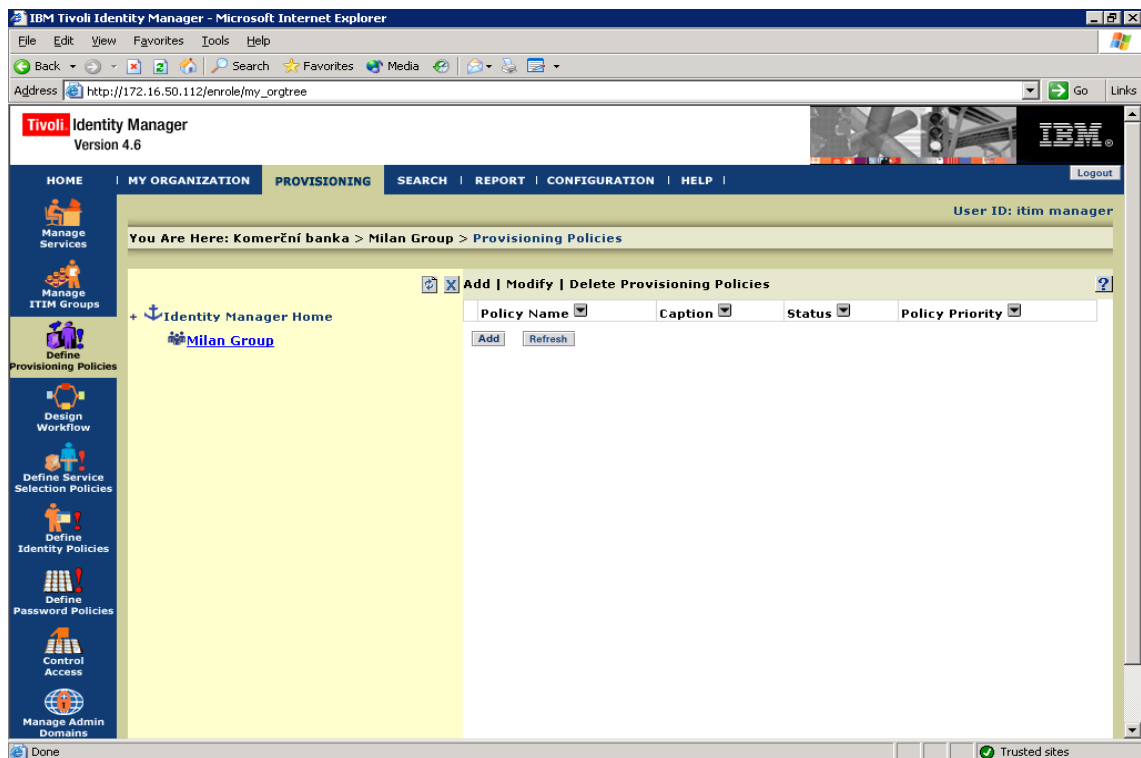 IBM Tivoli Identity Manager - Microsoft Internet Explorer
File Edit View Favorites Tools Help
Back Search Favorites Media
Address http://172.16.50.112/enrole/my_orgtree Go Links
Tivoli. Identity Manager
Version 4.6
IBM®
HOME | MY ORGANIZATION PROVISIONING SEARCH | REPORT | CONFIGURATION | HELP | Logout
User ID: itim manager
You Are Here: Komerční banka > Milan Group > Provisioning Policies
Manage
Services
Manage
ITIM Groups
Define
Provisioning Policies
Design
Workflow
Define Service
Selection Policies
Define
Identity Policies
Define
Password Policies
Control
Access
Manage Admin
Domains
+ Identity Manager Home
Milan Group
Add | Modify | Delete Provisioning Policies ?
Policy Name Caption Status Policy Priority
Add Refresh
Done Trusted sites